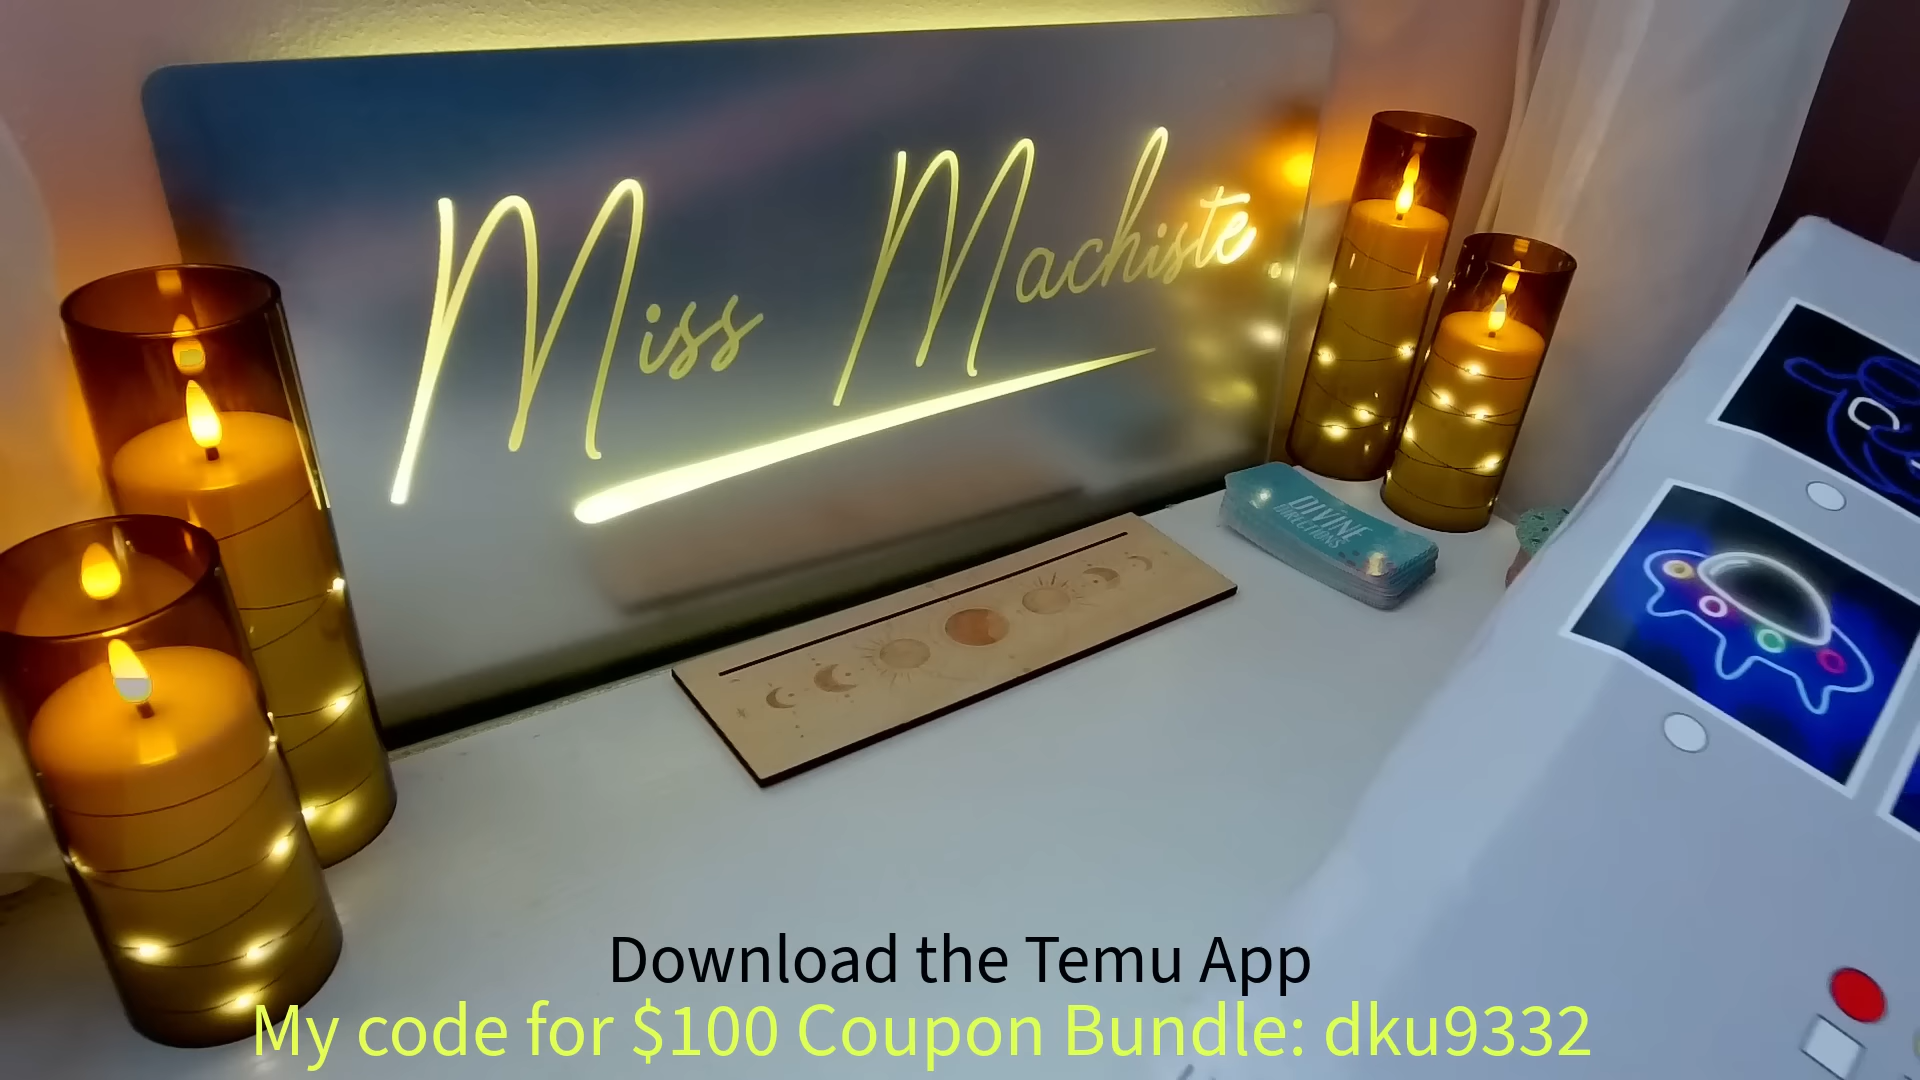 Miss Machiste
DIVINE
DIRECTIONS
Download the Temu App
My code for $100 Coupon Bundle: dku9332